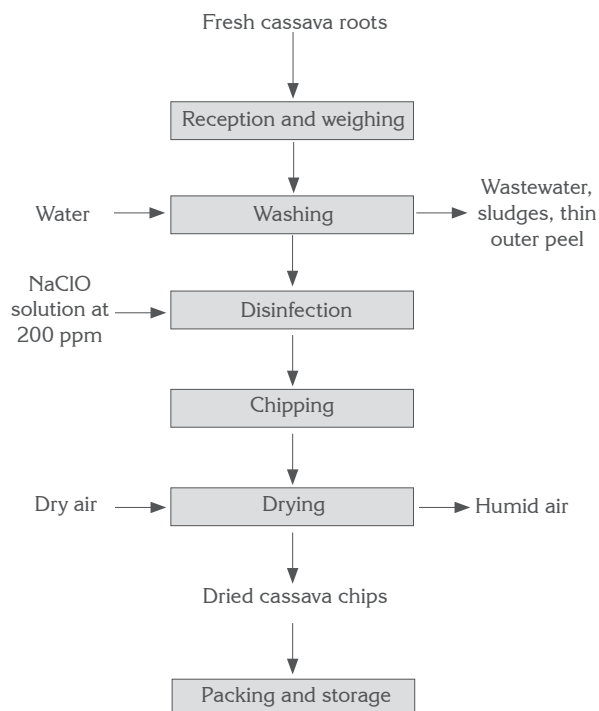 Fresh cassava roots
Reception and weighing
Water
Washing
Wastewater,
sludges, thin
outer peel
NaClO
solution at
200 ppm
Disinfection
Chipping
Dry air
Drying
Humid air
Dried cassava chips
Packing and storage